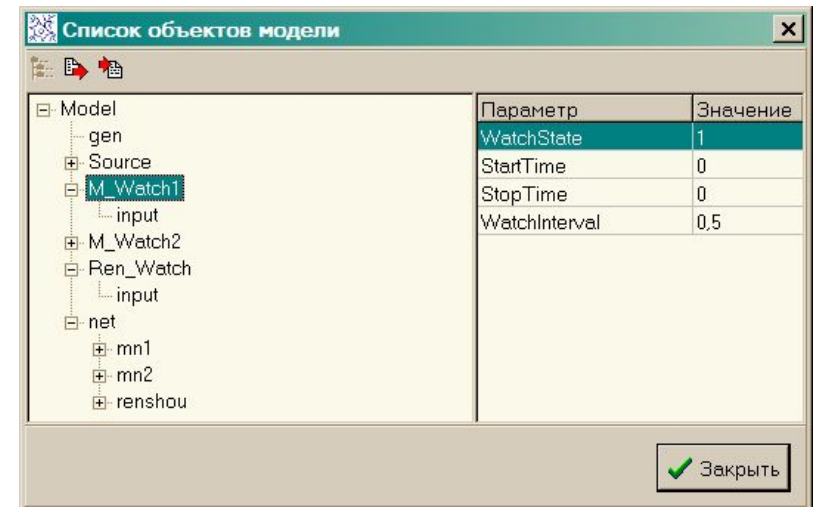 Список объектов модели
Model
gen
Source
M_Watch1
input
M_Watch2
Ren_Watch
input
net
mn1
mn2
renshou
Параметр Значение
WatchState 1
StartTime 0
StopTime 0
WatchInterval 0,5
Закрыть